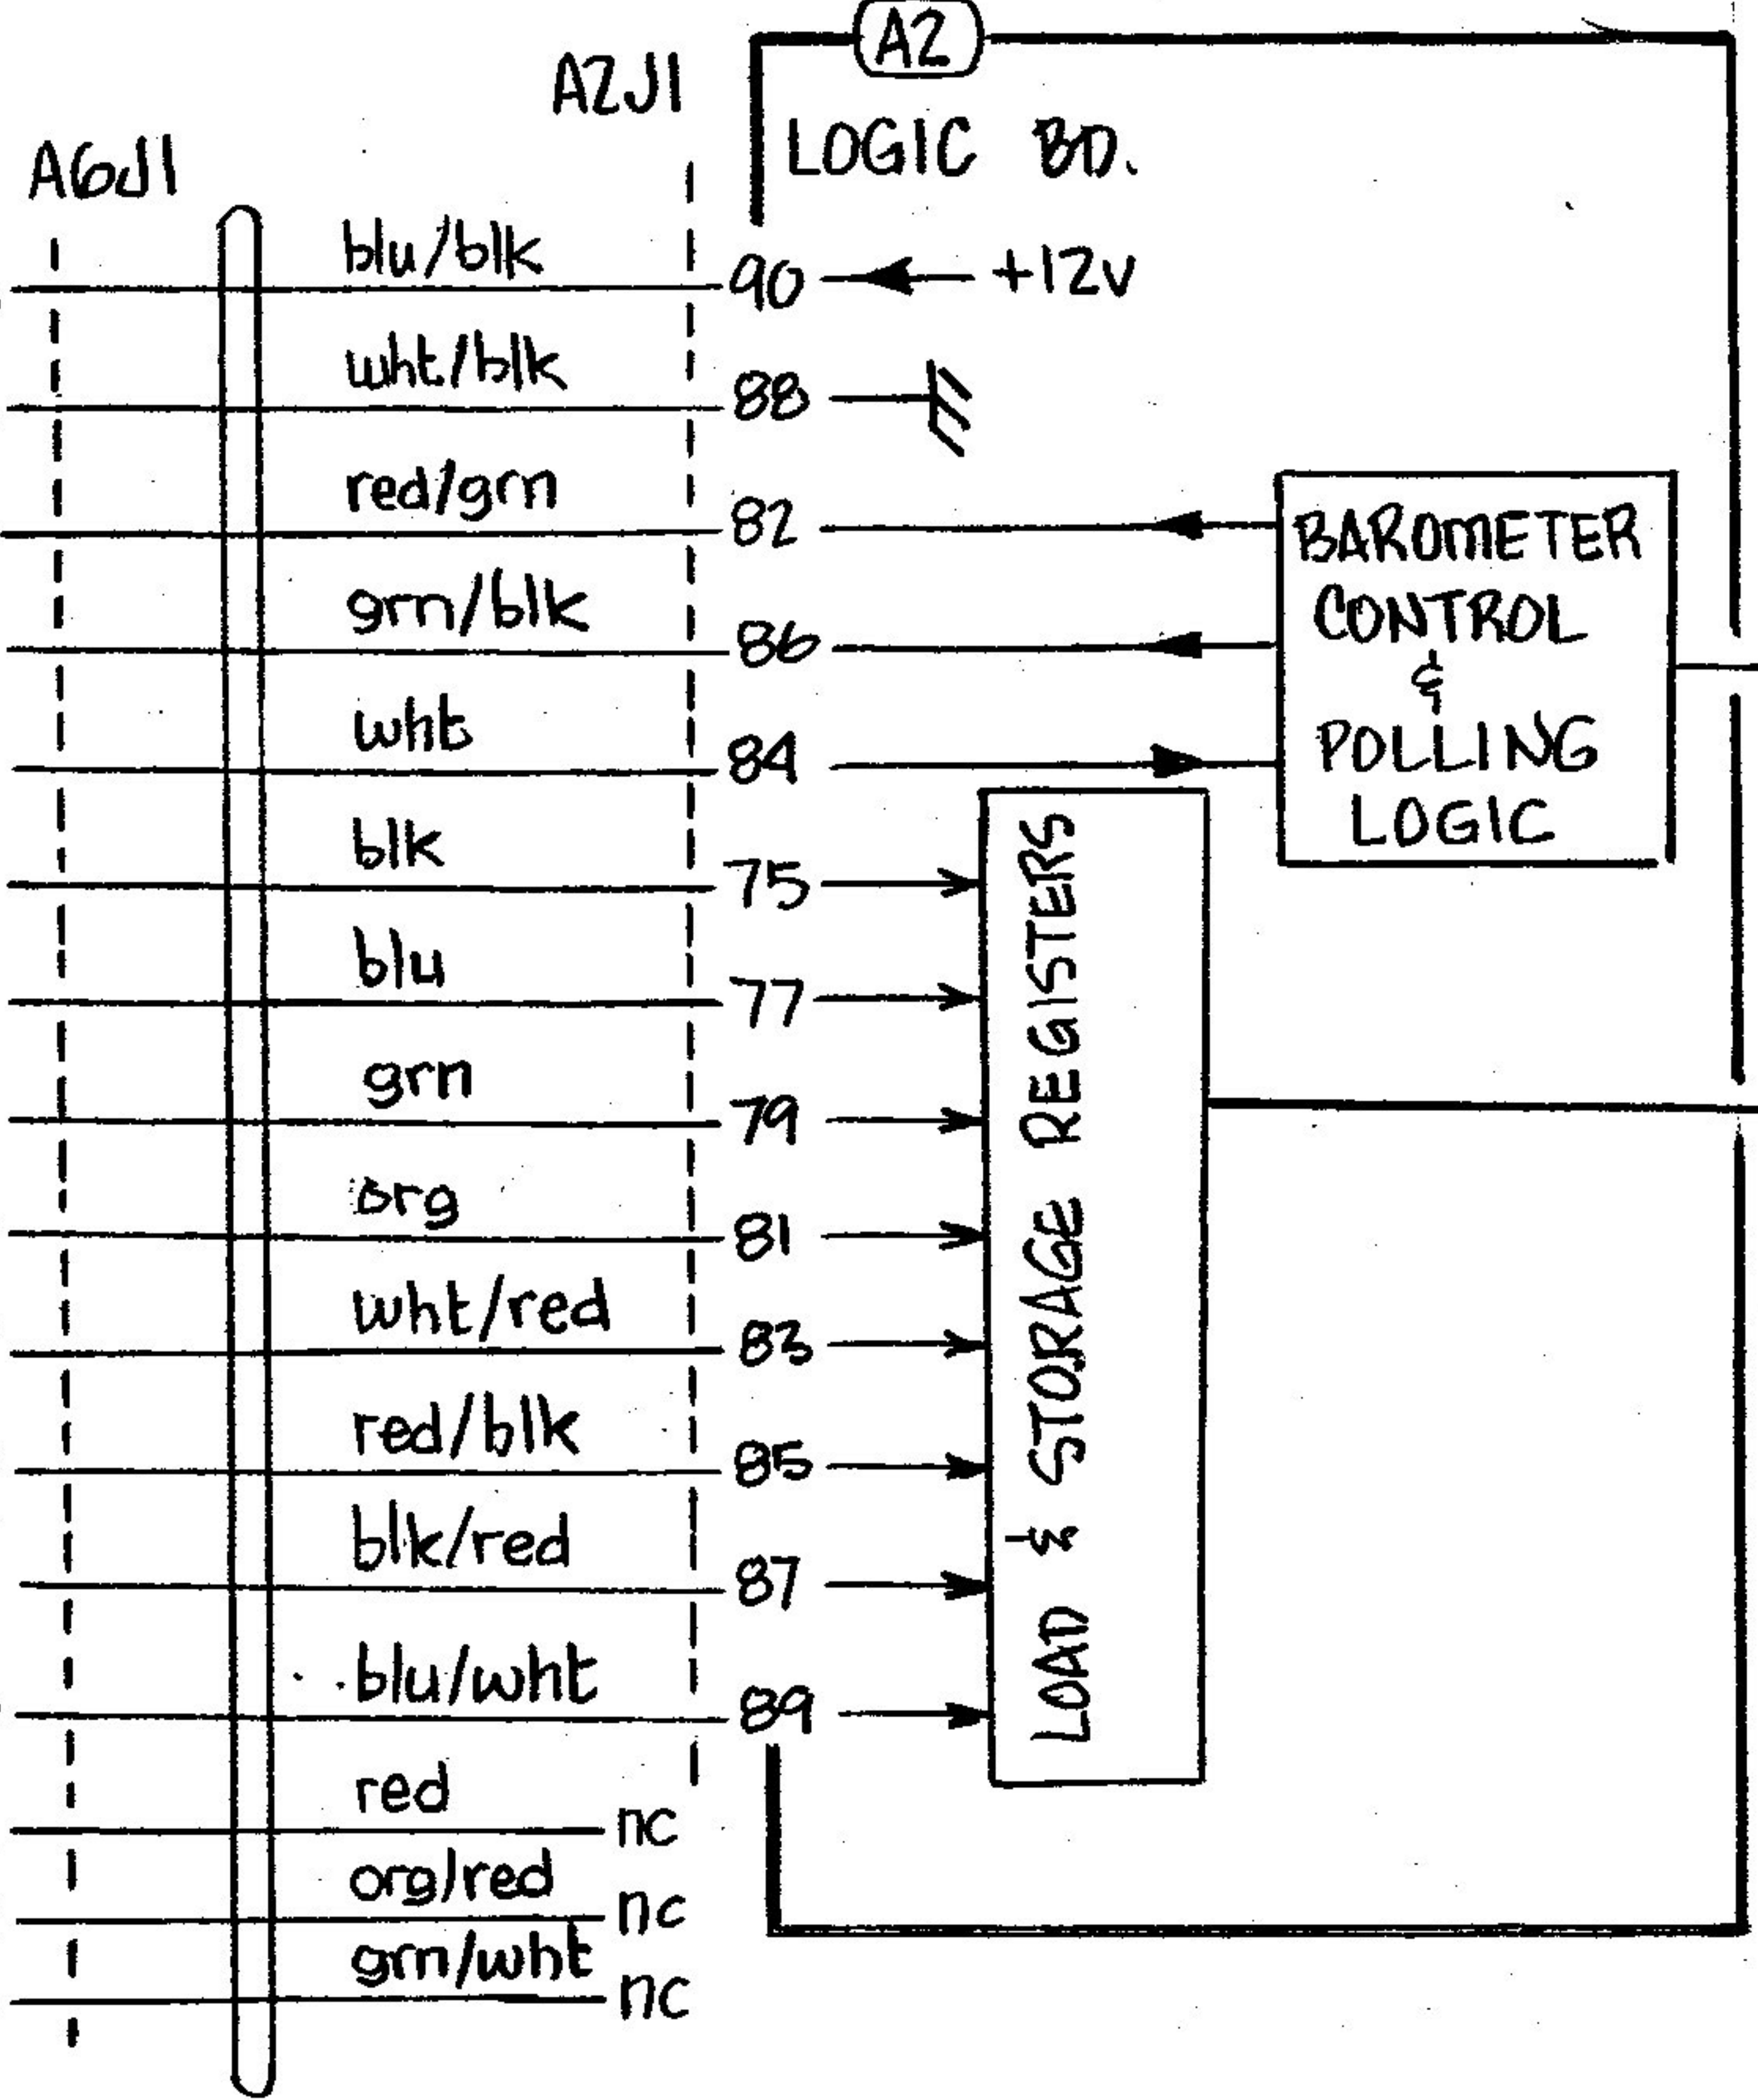 A2
A2J1
LOGIC BD.
A6J1
blu/blk 90 +12v
wht/blk 88
red/grn 82
grn/blk 86
wht 84
BAROMETER
CONTROL
&
POLLING
LOGIC
blk 75
blu 77
grn 79
org 81
wht/red 83
red/blk 85
blk/red 87
blu/wht 89
LOAD & STORAGE REGISTERS
red nc
org/red nc
grn/wht nc